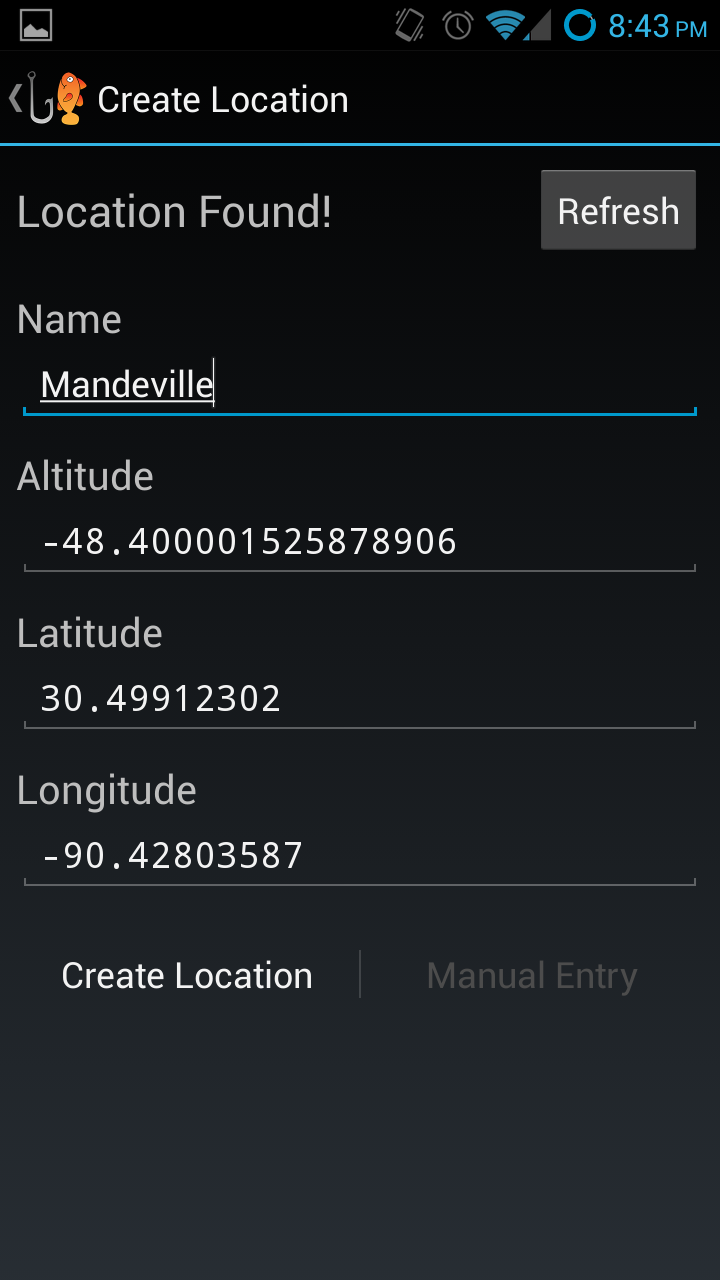 8:43 PM
Create Location
Location Found!
Refresh
Name
Mandeville
Altitude
-48.400001525878906
Latitude
30.49912302
Longitude
-90.42803587
Create Location
Manual Entry